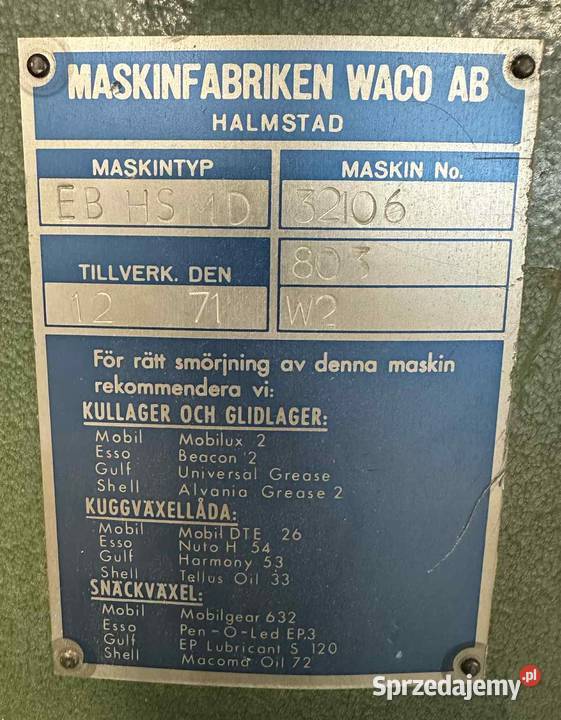 MASKINFABRIKEN WACO AB
HALMSTAD
MASKINTYP MASKIN No.
EB HS 1D 32106
TILLVERK. DEN 803
12 71 W2
För rätt smörjning av denna maskin
rekommendera vi:
KULLAGER OCH GLIDLAGER:
Mobil Mobilux 2
Esso Beacon 2
Gulf Universal Grease
Shell Alvania Grease 2
KUGGVÄXELLÅDA:
Mobil Mobil DTE 26
Esso Nuto H 54
Gulf Harmony 53
Shell Tellus Oil 33
SNÄCKVÄXEL:
Mobil Mobilgear 632
Esso Pen-O-Led EP.3
Gulf EP Lubricant S 120
Shell Macoma Oil 72
Sprzedajemy.pl